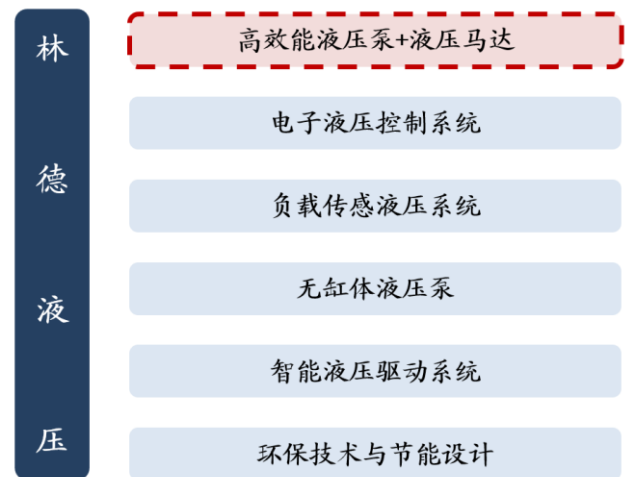 林德液压
高效能液压泵+液压马达
电子液压控制系统
负载传感液压系统
无缸体液压泵
智能液压驱动系统
环保技术与节能设计